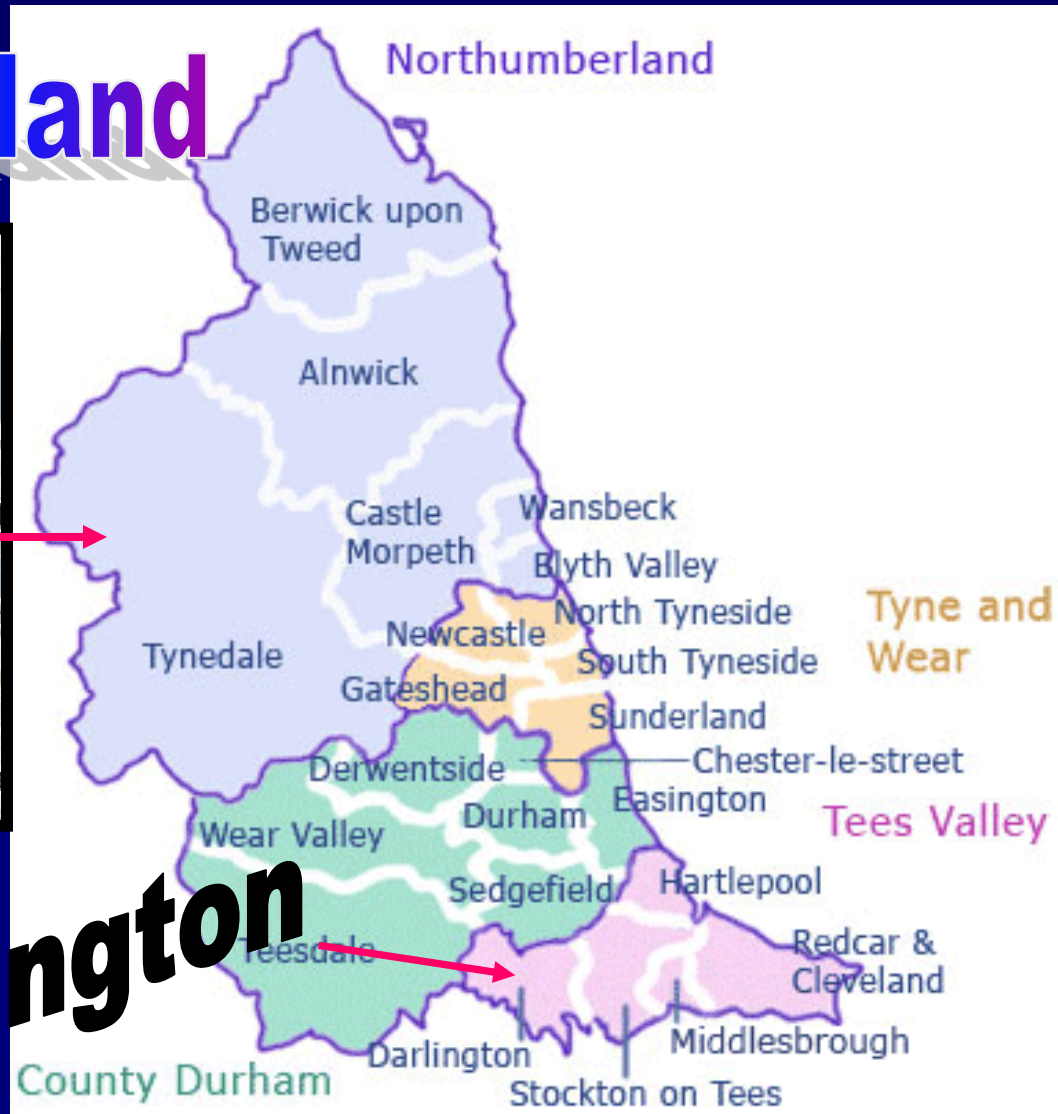 land
Northumberland
Berwick upon
Tweed
Alnwick
Castle
Morpeth
Wansbeck
Blyth Valley
North Tyneside
Newcastle
Tyne and
Wear
Tynedale
South Tyneside
Gateshead
Sunderland
Derwentside
Chester-le-street
Easington
Durham
Tees Valley
Wear Valley
Hartlepool
Sedgefield
ngton
Teesdale
Redcar &
Cleveland
Darlington
Middlesbrough
County Durham
Stockton on Tees